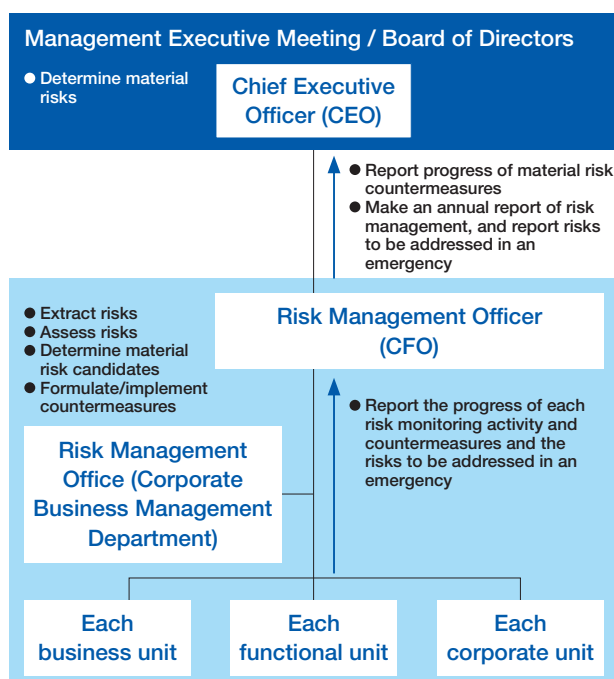 Management Executive Meeting / Board of Directors
● Determine material
risks
Chief Executive
Officer (CEO)
● Report progress of material risk
countermeasures
● Make an annual report of risk
management, and report risks
to be addressed in an
emergency
● Extract risks
● Assess risks
● Determine material
risk candidates
● Formulate/implement
countermeasures
Risk Management Officer
(CFO)
● Report the progress of each
risk monitoring activity and
countermeasures and the
risks to be addressed in an
emergency
Risk Management
Office (Corporate
Business Management
Department)
Each
business unit
Each
functional unit
Each
corporate unit